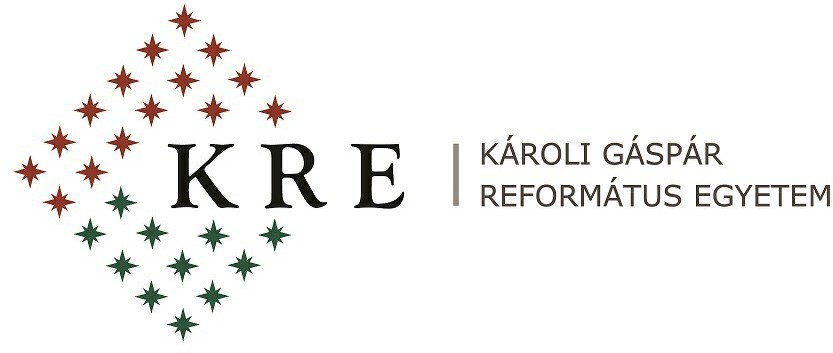 KRE
KÁROLI GÁSPÁR
REFORMÁTUS EGYETEM